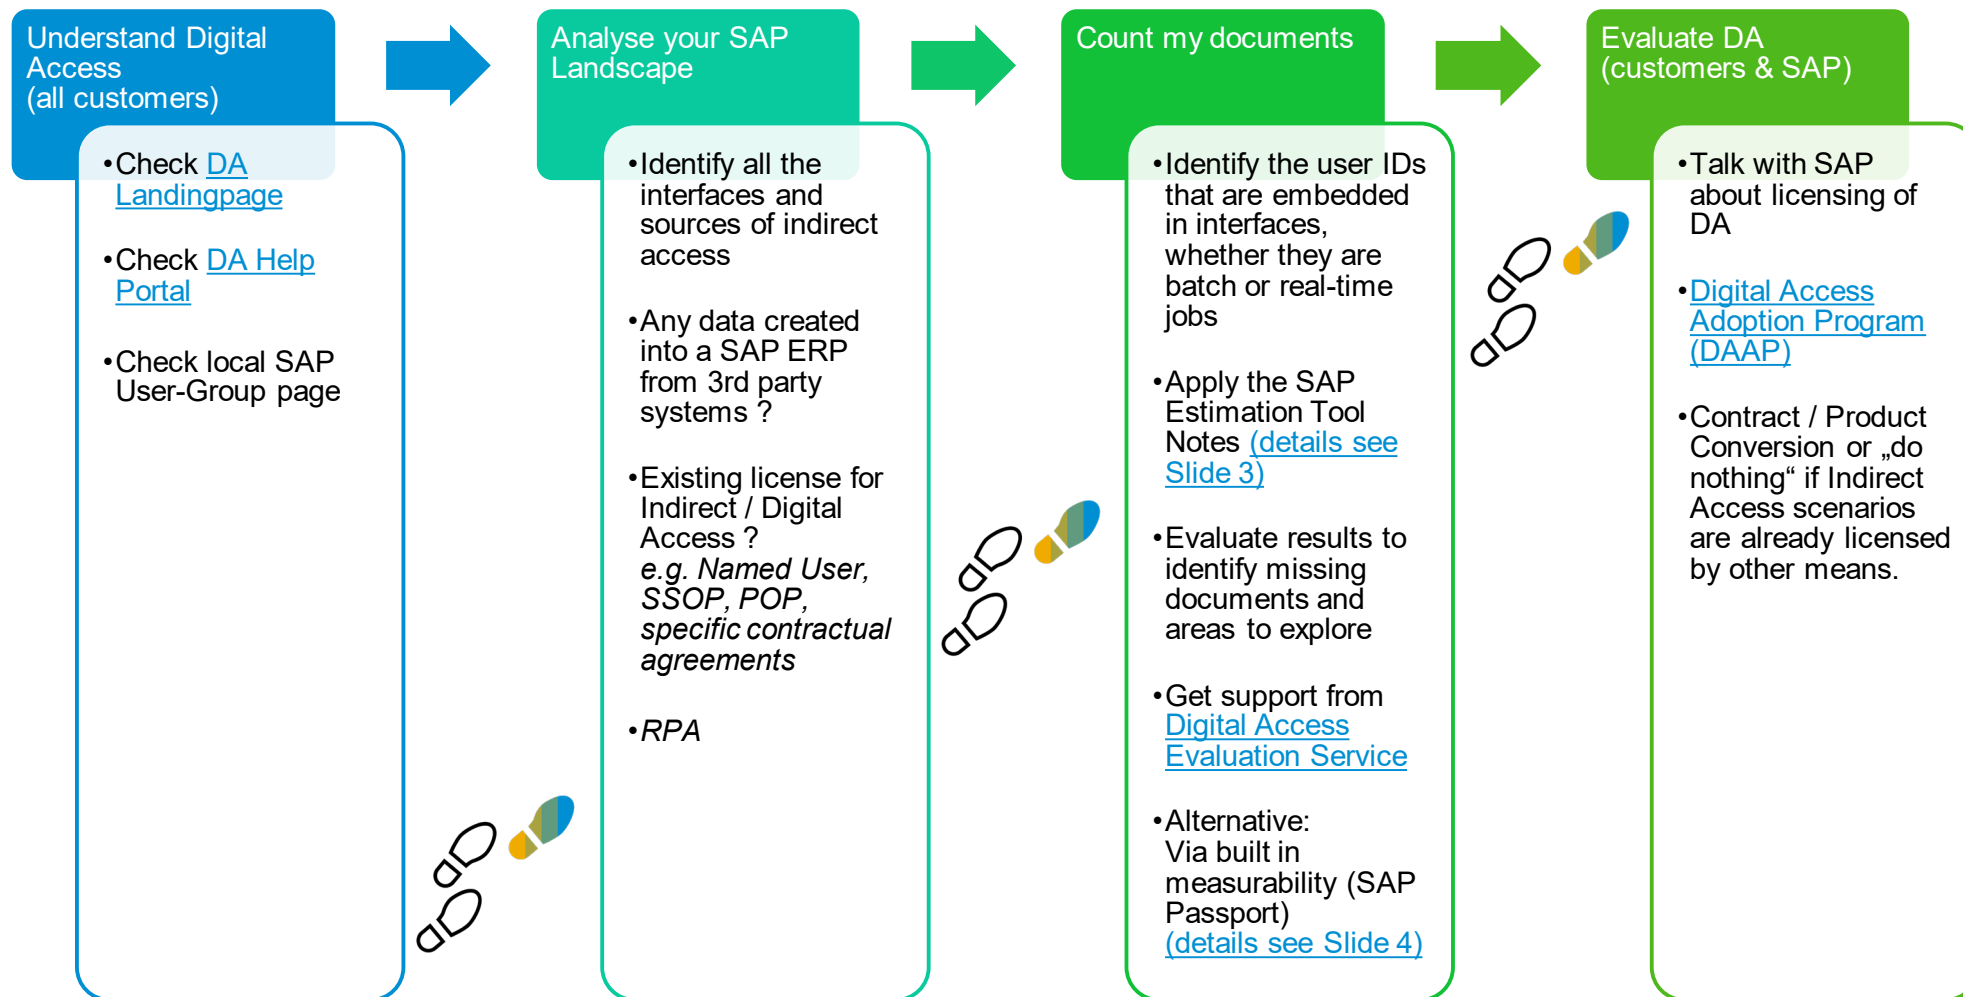 Understand Digital
Access
(all customers)
•Check DA
Landingpage
•Check DA Help
Portal
•Check local SAP
User-Group page
Analyse your SAP
Landscape
•Identify all the
interfaces and
sources of indirect
access
•Any data created
into a SAP ERP
from 3rd party
systems ?
•Existing license for
Indirect / Digital
Access ?
e.g. Named User,
SSOP, POP,
specific contractual
agreements
•RPA
Count my documents
•Identify the user IDs
that are embedded
in interfaces,
whether they are
batch or real-time
jobs
•Apply the SAP
Estimation Tool
Notes (details see
Slide 3)
•Evaluate results to
identify missing
documents and
areas to explore
•Get support from
Digital Access
Evaluation Service
•Alternative:
Via built in
measurability (SAP
Passport)
(details see Slide 4)
Evaluate DA
(customers & SAP)
•Talk with SAP
about licensing of
DA
•Digital Access
Adoption Program
(DAAP)
•Contract / Product
Conversion or „do
nothing“ if Indirect
Access scenarios
are already licensed
by other means.